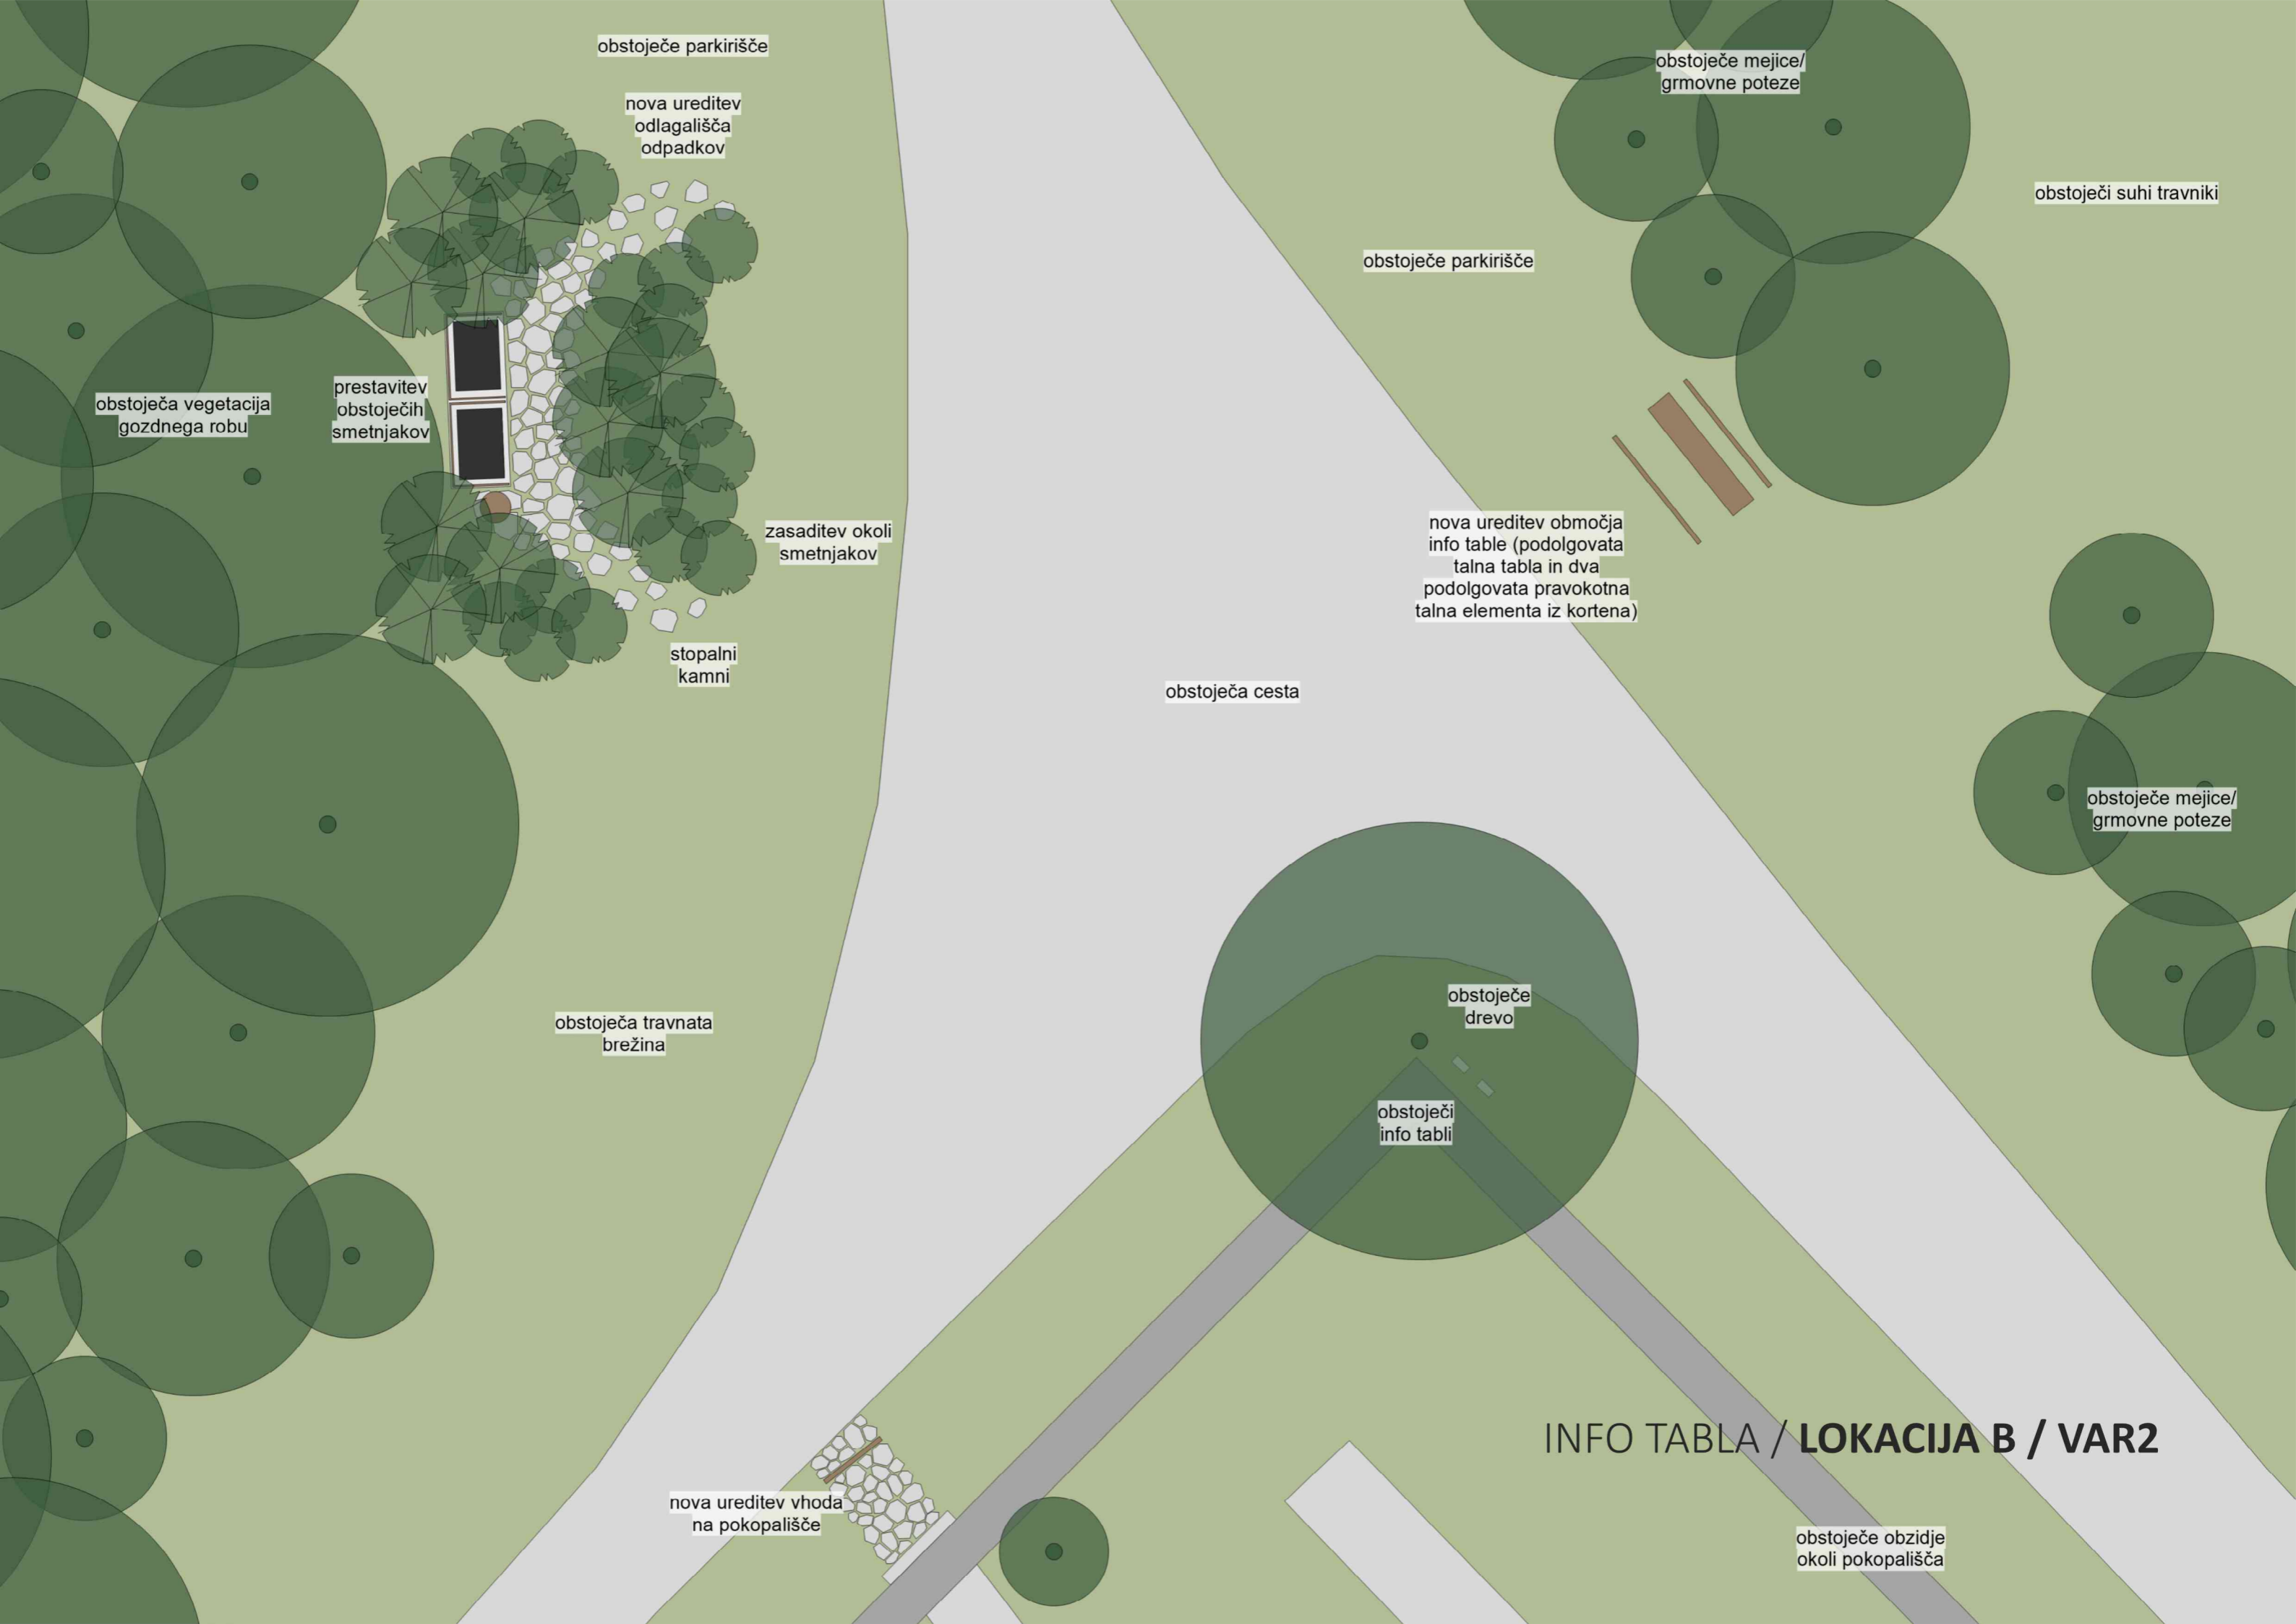 obstoječe parkirišče
nova ureditev
odlagališča
odpadkov
obstoječe mejice/
grmovne poteze
obstoječi suhi travniki
obstoječe parkirišče
obstoječa vegetacija
gozdnega robu
prestavitev
obstoječih
smetnjakov
zasaditev okoli
smetnjakov
nova ureditev območja
info table (podolgovata
talna tabla in dva
podolgovata pravokotna
talna elementa iz kortena)
stopalni
kamni
obstoječa cesta
obstoječe mejice/
grmovne poteze
obstoječa travnata
brežina
obstoječe
drevo
obstoječi
info tabli
INFO TABLA / LOKACIJA B / VAR2
nova ureditev vhoda
na pokopališče
obstoječe obzidje
okoli pokopališča